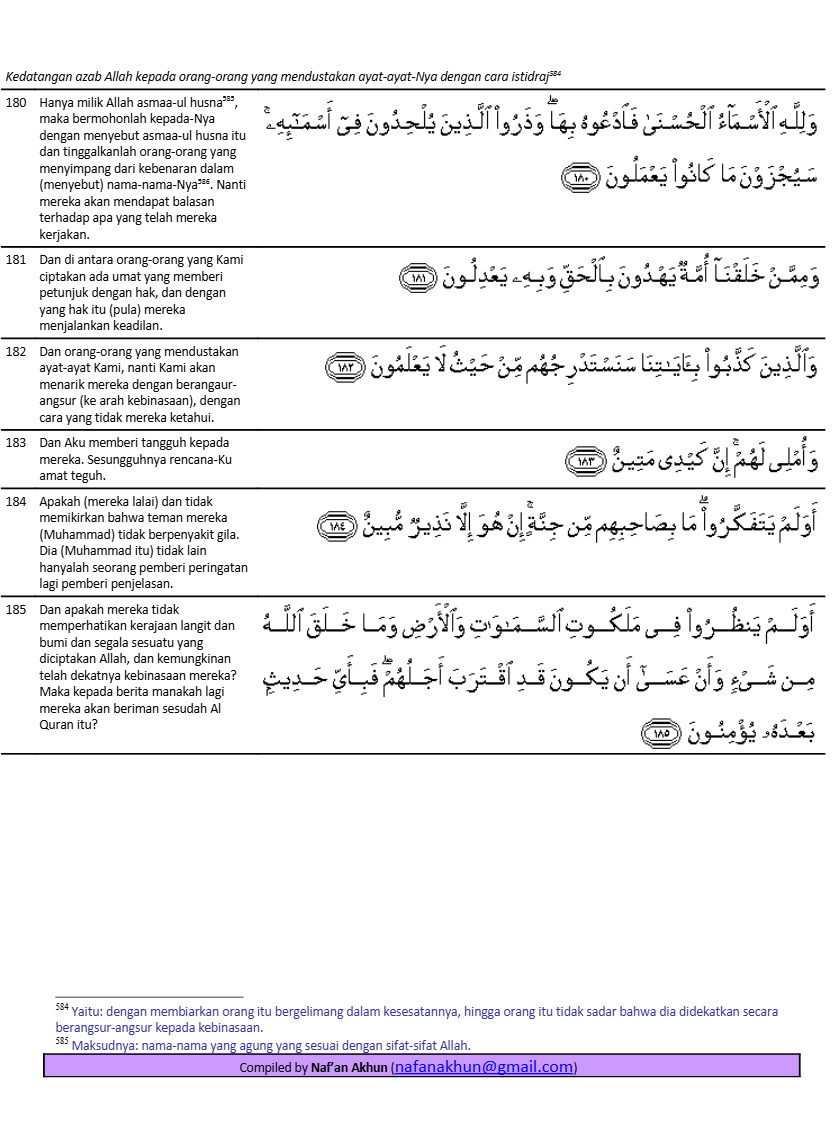 Kedatangan azab Allah kepada orang-orang yang mendustakan ayat-ayat-Nya dengan cara istidraj⁵⁸⁴
180 Hanya milik Allah asmaa-ul husna⁵⁸⁵,
maka bermohonlah kepada-Nya
dengan menyebut asmaa-ul husna itu
dan tinggalkanlah orang-orang yang
menyimpang dari kebenaran dalam
(menyebut) nama-nama-Nya⁵⁸⁶. Nanti
mereka akan mendapat balasan
terhadap apa yang telah mereka
kerjakan.
وَلِلَّهِ ٱلْأَسْمَآءُ ٱلْحُسْنَىٰ فَٱدْعُوهُ بِهَا ۖ وَذَرُوا۟ ٱلَّذِينَ يُلْحِدُونَ فِىٓ أَسْمَـٰٓئِهِۦ ۚ
سَيُجْزَوْنَ مَا كَانُوا۟ يَعْمَلُونَ ١٨٠
181 Dan di antara orang-orang yang Kami
ciptakan ada umat yang memberi
petunjuk dengan hak, dan dengan
yang hak itu (pula) mereka
menjalankan keadilan.
وَمِمَّنْ خَلَقْنَآ أُمَّةٌ يَهْدُونَ بِٱلْحَقِّ وَبِهِۦ يَعْدِلُونَ ١٨١
182 Dan orang-orang yang mendustakan
ayat-ayat Kami, nanti Kami akan
menarik mereka dengan berangaur-
angsur (ke arah kebinasaan), dengan
cara yang tidak mereka ketahui.
وَٱلَّذِينَ كَذَّبُوا۟ بِـَٔايَـٰتِنَا سَنَسْتَدْرِجُهُم مِّنْ حَيْثُ لَا يَعْلَمُونَ ١٨٢
183 Dan Aku memberi tangguh kepada
mereka. Sesungguhnya rencana-Ku
amat teguh.
وَأُمْلِى لَهُمْ ۚ إِنَّ كَيْدِى مَتِينٌ ١٨٣
184 Apakah (mereka lalai) dan tidak
memikirkan bahwa teman mereka
(Muhammad) tidak berpenyakit gila.
Dia (Muhammad itu) tidak lain
hanyalah seorang pemberi peringatan
lagi pemberi penjelasan.
أَوَلَمْ يَتَفَكَّرُوا۟ ۗ مَا بِصَاحِبِهِم مِّن جِنَّةٍ ۚ إِنْ هُوَ إِلَّا نَذِيرٌ مُّبِينٌ ١٨٤
185 Dan apakah mereka tidak
memperhatikan kerajaan langit dan
bumi dan segala sesuatu yang
diciptakan Allah, dan kemungkinan
telah dekatnya kebinasaan mereka?
Maka kepada berita manakah lagi
mereka akan beriman sesudah Al
Quran itu?
أَوَلَمْ يَنظُرُوا۟ فِى مَلَكُوتِ ٱلسَّمَـٰوَٰتِ وَٱلْأَرْضِ وَمَا خَلَقَ ٱللَّهُ
مِن شَىْءٍ وَأَنْ عَسَىٰٓ أَن يَكُونَ قَدِ ٱقْتَرَبَ أَجَلُهُمْ ۖ فَبِأَىِّ حَدِيثٍۭ
بَعْدَهُۥ يُؤْمِنُونَ ١٨٥
⁵⁸⁴ Yaitu: dengan membiarkan orang itu bergelimang dalam kesesatannya, hingga orang itu tidak sadar bahwa dia didekatkan secara
berangsur-angsur kepada kebinasaan.
⁵⁸⁵ Maksudnya: nama-nama yang agung yang sesuai dengan sifat-sifat Allah.
Compiled by Naf'an Akhun (nafanakhun@gmail.com)